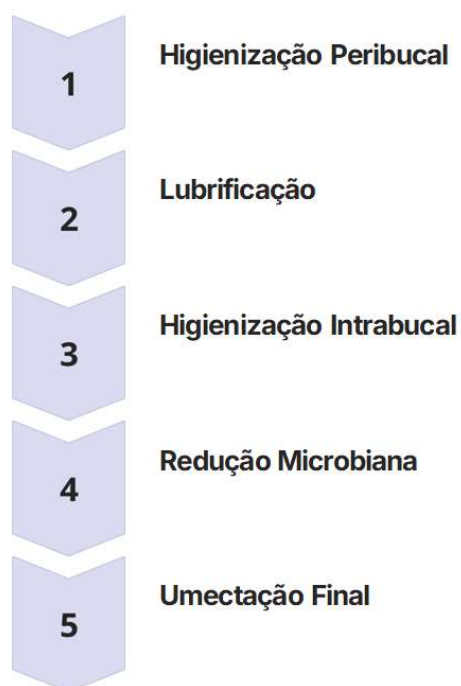 1
Higienização Peribucal
2
Lubrificação
3
Higienização Intrabucal
4
Redução Microbiana
5
Umectação Final